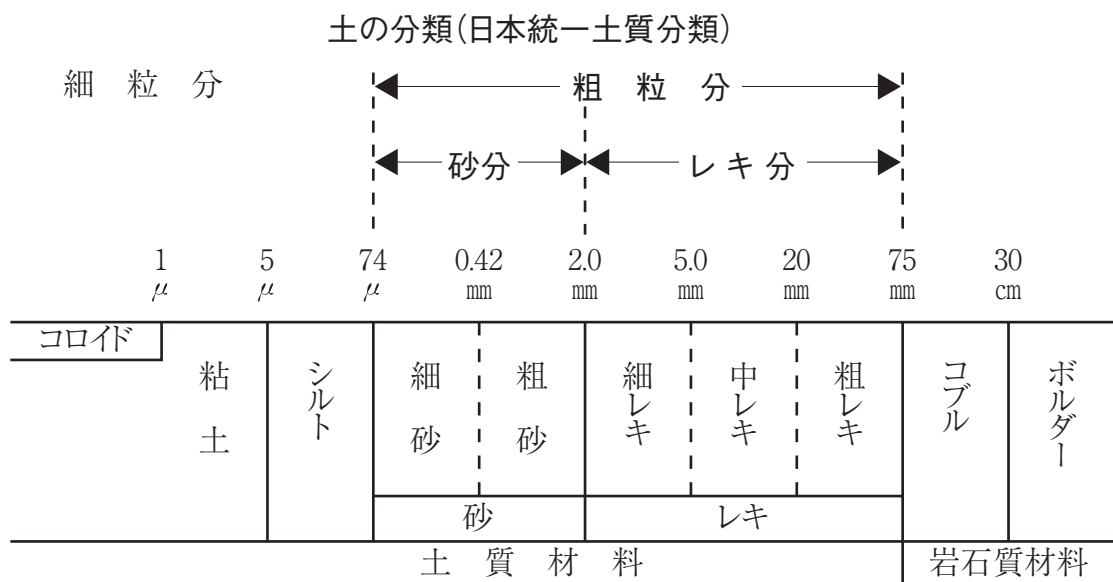 土の分類(日本統一土質分類)
細粒分 粗粒分
砂分 レキ分
1 5 74 0.42 2.0 5.0 20 75 30
μ μ μ mm mm mm mm mm cm
コロイド
粘土 シルト 細砂 粗砂 細レキ 中レキ 粗レキ コブル ボルダー
砂 レキ
土質材料 岩石質材料